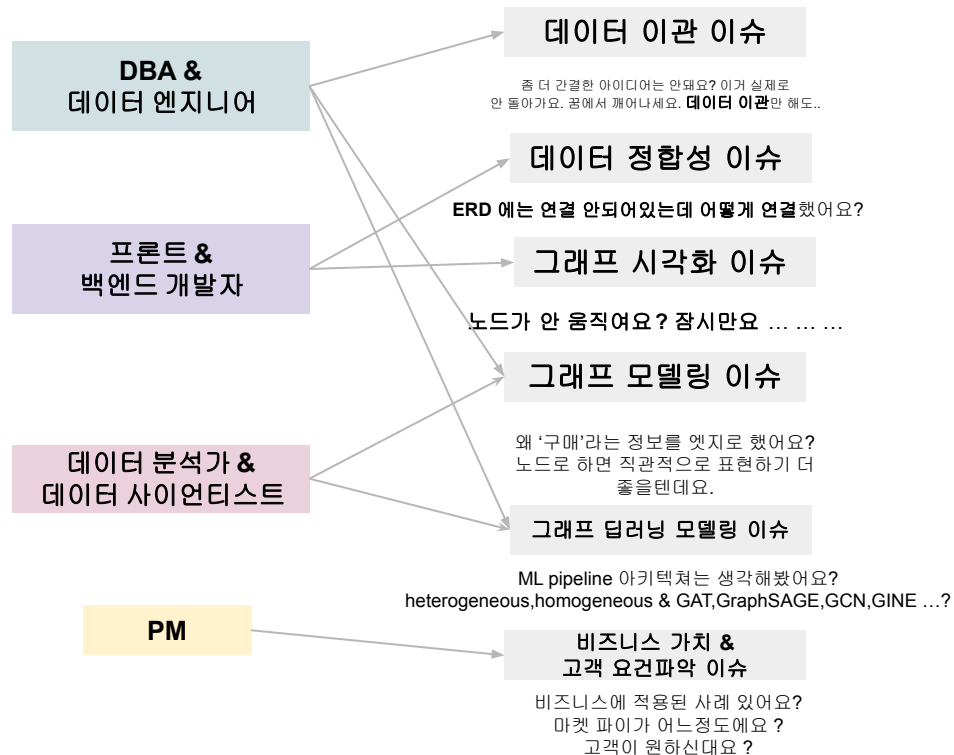 DBA &
데이터 엔지니어
프론트 &
백엔드 개발자
데이터 분석가 &
데이터 사이언티스트
PM
데이터 이관 이슈
좀 더 간결한 아이디어는 안돼요? 이거 실제로
안 돌아가요. 꿈에서 깨어나세요. 데이터 이관만 해도..
데이터 정합성 이슈
ERD 에는 연결 안되어있는데 어떻게 연결했어요?
그래프 시각화 이슈
노드가 안 움직여요? 잠시만요 … … …
그래프 모델링 이슈
왜 ‘구매’라는 정보를 엣지로 했어요?
노드로 하면 직관적으로 표현하기 더
좋을텐데요.
그래프 딥러닝 모델링 이슈
ML pipeline 아키텍쳐는 생각해봤어요?
heterogeneous,homogeneous & GAT,GraphSAGE,GCN,GINE …?
비즈니스 가치 &
고객 요건파악 이슈
비즈니스에 적용된 사례 있어요?
마켓 파이가 어느정도에요 ?
고객이 원하신대요 ?